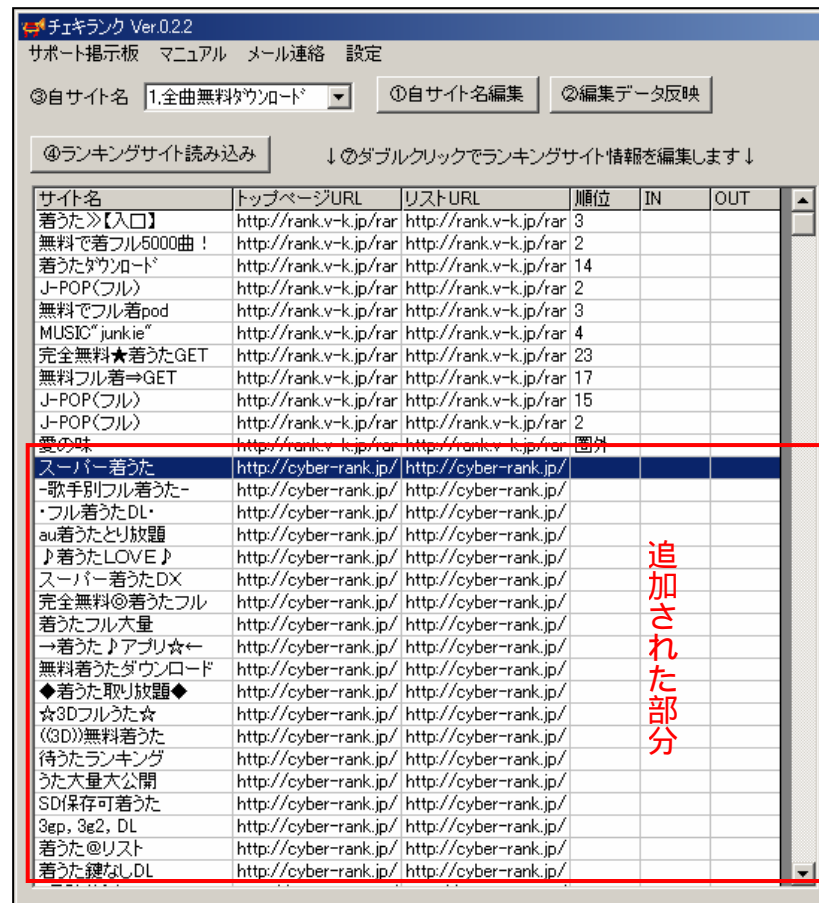 チェキランク Ver.0.2.2
サポート掲示板 マニュアル メール連絡 設定
③自サイト名 1.全曲無料ダウンロード ①自サイト名編集 ②編集データ反映
④ランキングサイト読み込み ↓⑦ダブルクリックでランキングサイト情報を編集します↓
サイト名 トップページURL リストURL 順位 IN OUT
着うた≫【入口】 http://rank.v-k.jp/rar http://rank.v-k.jp/rar 3
無料で着フル5000曲！ http://rank.v-k.jp/rar http://rank.v-k.jp/rar 2
着うたダウンロード http://rank.v-k.jp/rar http://rank.v-k.jp/rar 14
J-POP(フル) http://rank.v-k.jp/rar http://rank.v-k.jp/rar 2
無料でフル着pod http://rank.v-k.jp/rar http://rank.v-k.jp/rar 3
MUSIC"junkie" http://rank.v-k.jp/rar http://rank.v-k.jp/rar 4
完全無料★着うたGET http://rank.v-k.jp/rar http://rank.v-k.jp/rar 23
無料フル着⇒GET http://rank.v-k.jp/rar http://rank.v-k.jp/rar 17
J-POP(フル) http://rank.v-k.jp/rar http://rank.v-k.jp/rar 15
J-POP(フル) http://rank.v-k.jp/rar http://rank.v-k.jp/rar 2
愛の味 http://rank.v-k.jp/rar http://rank.v-k.jp/rar 圏外
スーパー着うた http://cyber-rank.jp/ http://cyber-rank.jp/
-歌手別フル着うた- http://cyber-rank.jp/ http://cyber-rank.jp/
・フル着うたDL・ http://cyber-rank.jp/ http://cyber-rank.jp/
au着うたとり放題 http://cyber-rank.jp/ http://cyber-rank.jp/
♪着うたLOVE♪ http://cyber-rank.jp/ http://cyber-rank.jp/
スーパー着うたDX http://cyber-rank.jp/ http://cyber-rank.jp/
完全無料◎着うたフル http://cyber-rank.jp/ http://cyber-rank.jp/
着うたフル大量 http://cyber-rank.jp/ http://cyber-rank.jp/
→着うた♪アプリ☆← http://cyber-rank.jp/ http://cyber-rank.jp/
無料着うたダウンロード http://cyber-rank.jp/ http://cyber-rank.jp/
◆着うた取り放題◆ http://cyber-rank.jp/ http://cyber-rank.jp/
☆3Dフルうた☆ http://cyber-rank.jp/ http://cyber-rank.jp/
((3D))無料着うた http://cyber-rank.jp/ http://cyber-rank.jp/
待うたランキング http://cyber-rank.jp/ http://cyber-rank.jp/
うた大量大公開 http://cyber-rank.jp/ http://cyber-rank.jp/
SD保存可着うた http://cyber-rank.jp/ http://cyber-rank.jp/
3gp, 3g2, DL http://cyber-rank.jp/ http://cyber-rank.jp/
着うた@リスト http://cyber-rank.jp/ http://cyber-rank.jp/
着うた鍵なしDL http://cyber-rank.jp/ http://cyber-rank.jp/
追加された部分